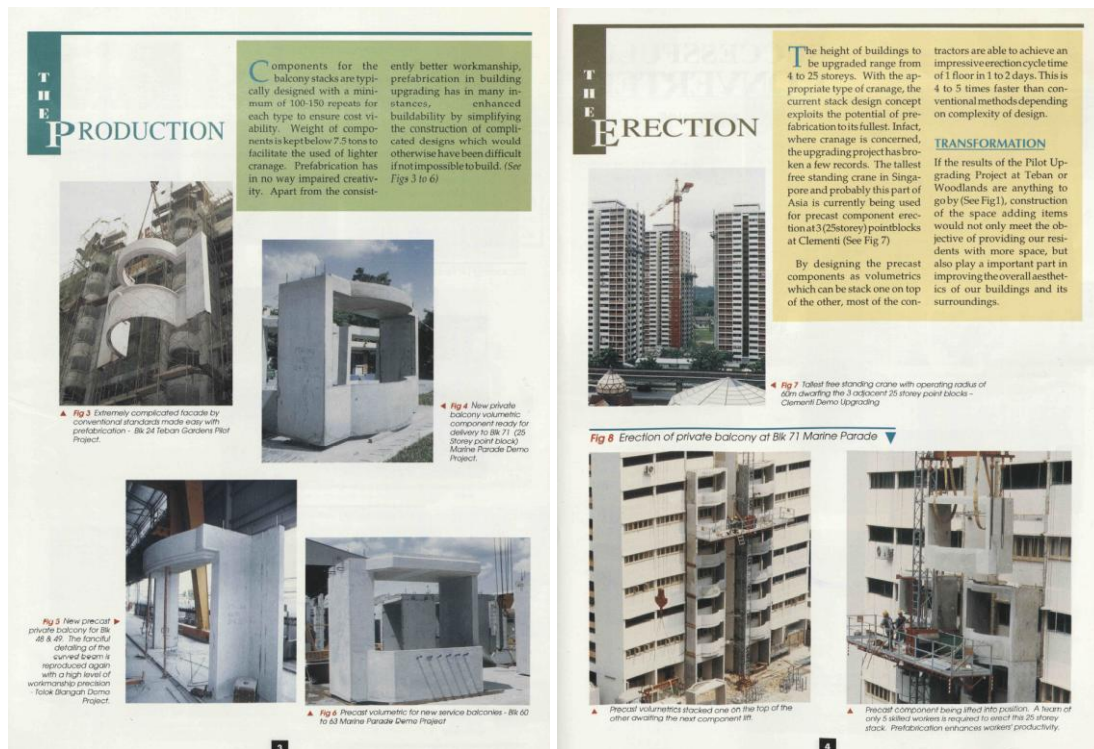 THE
PRODUCTION
Components for the
balcony stacks are typi-
cally designed with a mini-
mum of 100-150 repeats for
each type to ensure cost vi-
ability. Weight of compo-
nents is kept below 7.5 tons to
facilitate the used of lighter
cranage. Prefabrication has
in no way impaired creativ-
ity. Apart from the consist-
ently better workmanship,
prefabrication in building
upgrading has in many in-
stances, enhanced
buildability by simplifying
the construction of compli-
cated designs which would
otherwise have been difficult
if not impossible to build. (See
Figs 3 to 6)
Fig 3 Extremely complicated facade by
conventional standards made easy with
prefabrication - Blk 24 Teban Gardens Pilot
Project.
Fig 4 New private
balcony volumetric
component ready for
delivery to Blk 71 (25
Storey point block)
Marine Parade Demo
Project.
Fig 5 New precast
private balcony for Blk
48 & 49. The fanciful
detailing of the
curved beam is
reproduced again
with a high level of
workmanship precision
- Telok Blangah Demo
Project.
Fig 6 Precast volumetric for new service balconies - Blk 60
to 63 Marine Parade Demo Project
3
THE
ERECTION
The height of buildings to
be upgraded range from
4 to 25 storeys. With the ap-
propriate type of cranage, the
current stack design concept
exploits the potential of pre-
fabrication to its fullest. Infact,
where cranage is concerned,
the upgrading project has bro-
ken a few records. The tallest
free standing crane in Singa-
pore and probably this part of
Asia is currently being used
for precast component erec-
tion at 3 (25storey) pointblocks
at Clementi (See Fig 7)
By designing the precast
components as volumetrics
which can be stack one on top
of the other, most of the con-
tractors are able to achieve an
impressive erection cycle time
of 1 floor in 1 to 2 days. This is
4 to 5 times faster than con-
ventional methods depending
on complexity of design.
TRANSFORMATION
If the results of the Pilot Up-
grading Project at Teban or
Woodlands are anything to
go by (See Fig1), construction
of the space adding items
would not only meet the ob-
jective of providing our resi-
dents with more space, but
also play a important part in
improving the overall aesthet-
ics of our buildings and its
surroundings.
Fig 7 Tallest free standing crane with operating radius of
60m dwarfing the 3 adjacent 25 storey point blocks -
Clementi Demo Upgrading
Fig 8 Erection of private balcony at Blk 71 Marine Parade
Precast volumetrics stacked one on the top of the
other awaiting the next component lift.
Precast component being lifted into position. A team of
only 5 skilled workers is required to erect this 25 storey
stack. Prefabrication enhances workers' productivity.
4